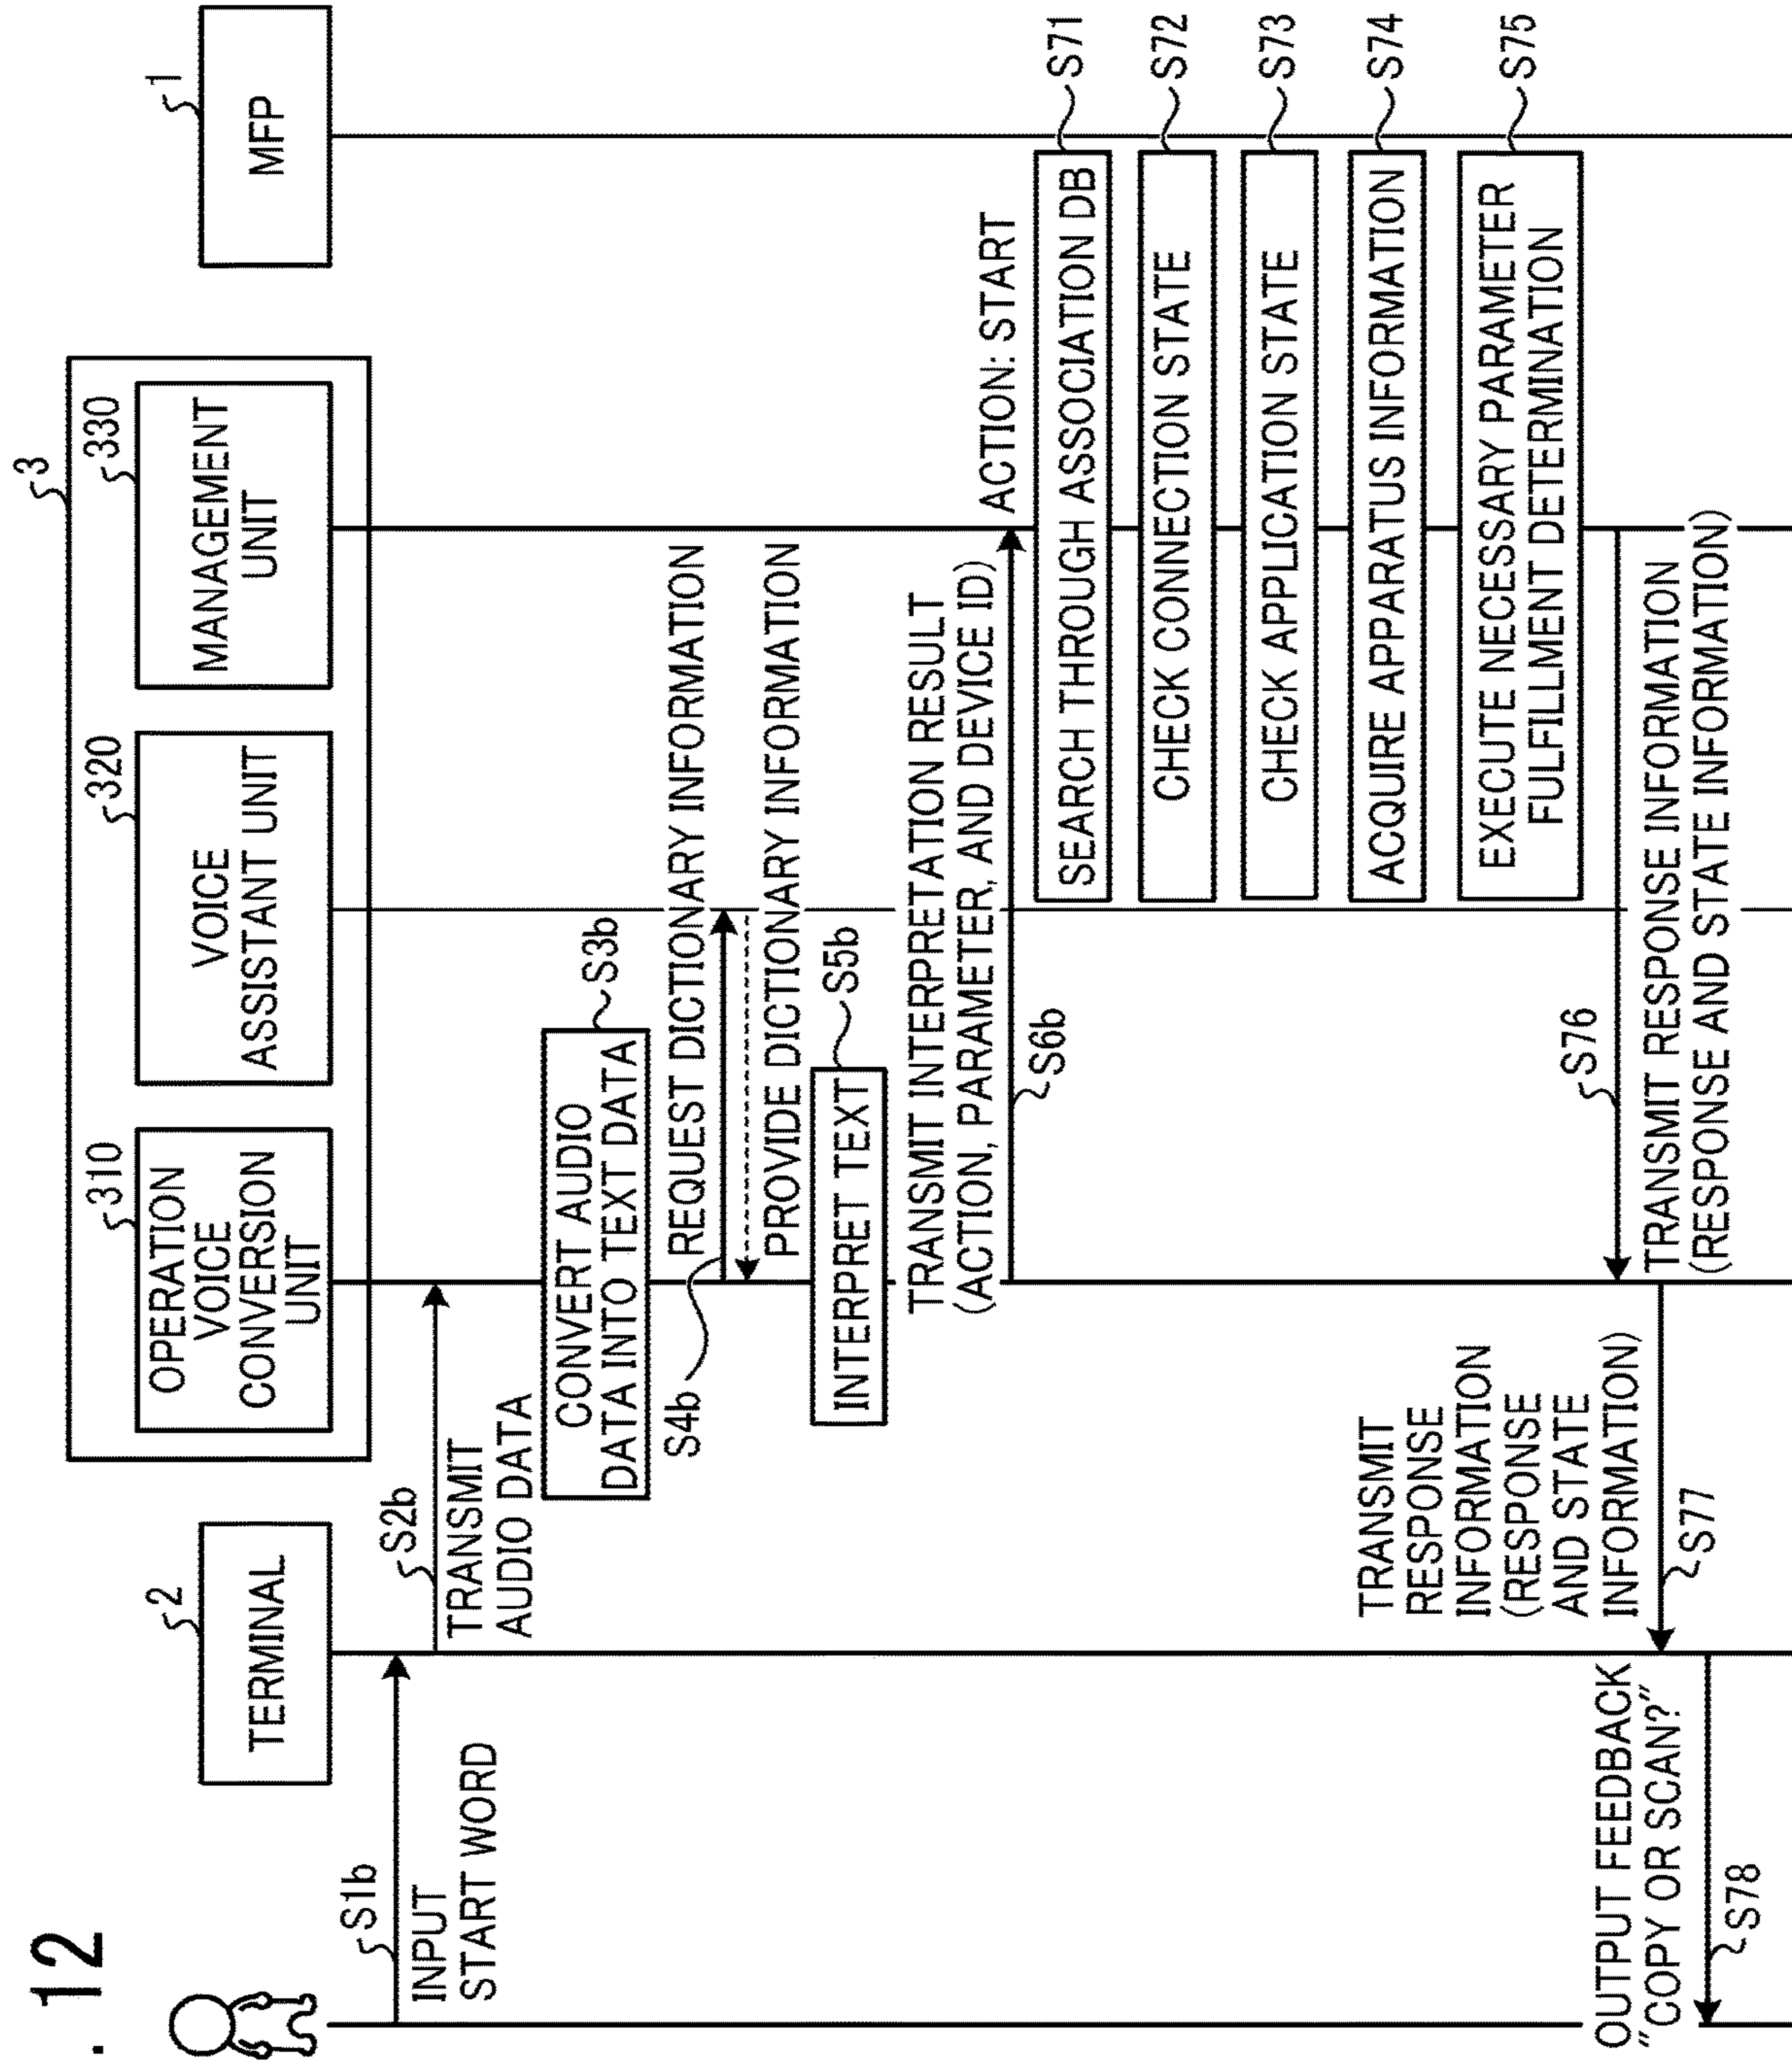 . 12
3
2
TERMINAL
310
OPERATION
VOICE
CONVERSION
UNIT
320
VOICE
ASSISTANT UNIT
330
MANAGEMENT
UNIT
1
MFP
S1b
INPUT
START WORD
S2b
TRANSMIT
AUDIO DATA
CONVERT AUDIO
DATA INTO TEXT DATA
S3b
S4b
REQUEST DICTIONARY INFORMATION
PROVIDE DICTIONARY INFORMATION
INTERPRET TEXT
S5b
TRANSMIT INTERPRETATION RESULT
(ACTION, PARAMETER, AND DEVICE ID)
S6b
ACTION: START
SEARCH THROUGH ASSOCIATION DB
S71
CHECK CONNECTION STATE
S72
CHECK APPLICATION STATE
S73
ACQUIRE APPARATUS INFORMATION
S74
EXECUTE NECESSARY PARAMETER
FULFILLMENT DETERMINATION
S75
S76
TRANSMIT RESPONSE INFORMATION
(RESPONSE AND STATE INFORMATION)
TRANSMIT
RESPONSE
INFORMATION
(RESPONSE
AND STATE
INFORMATION)
S77
OUTPUT FEEDBACK
"COPY OR SCAN?"
S78